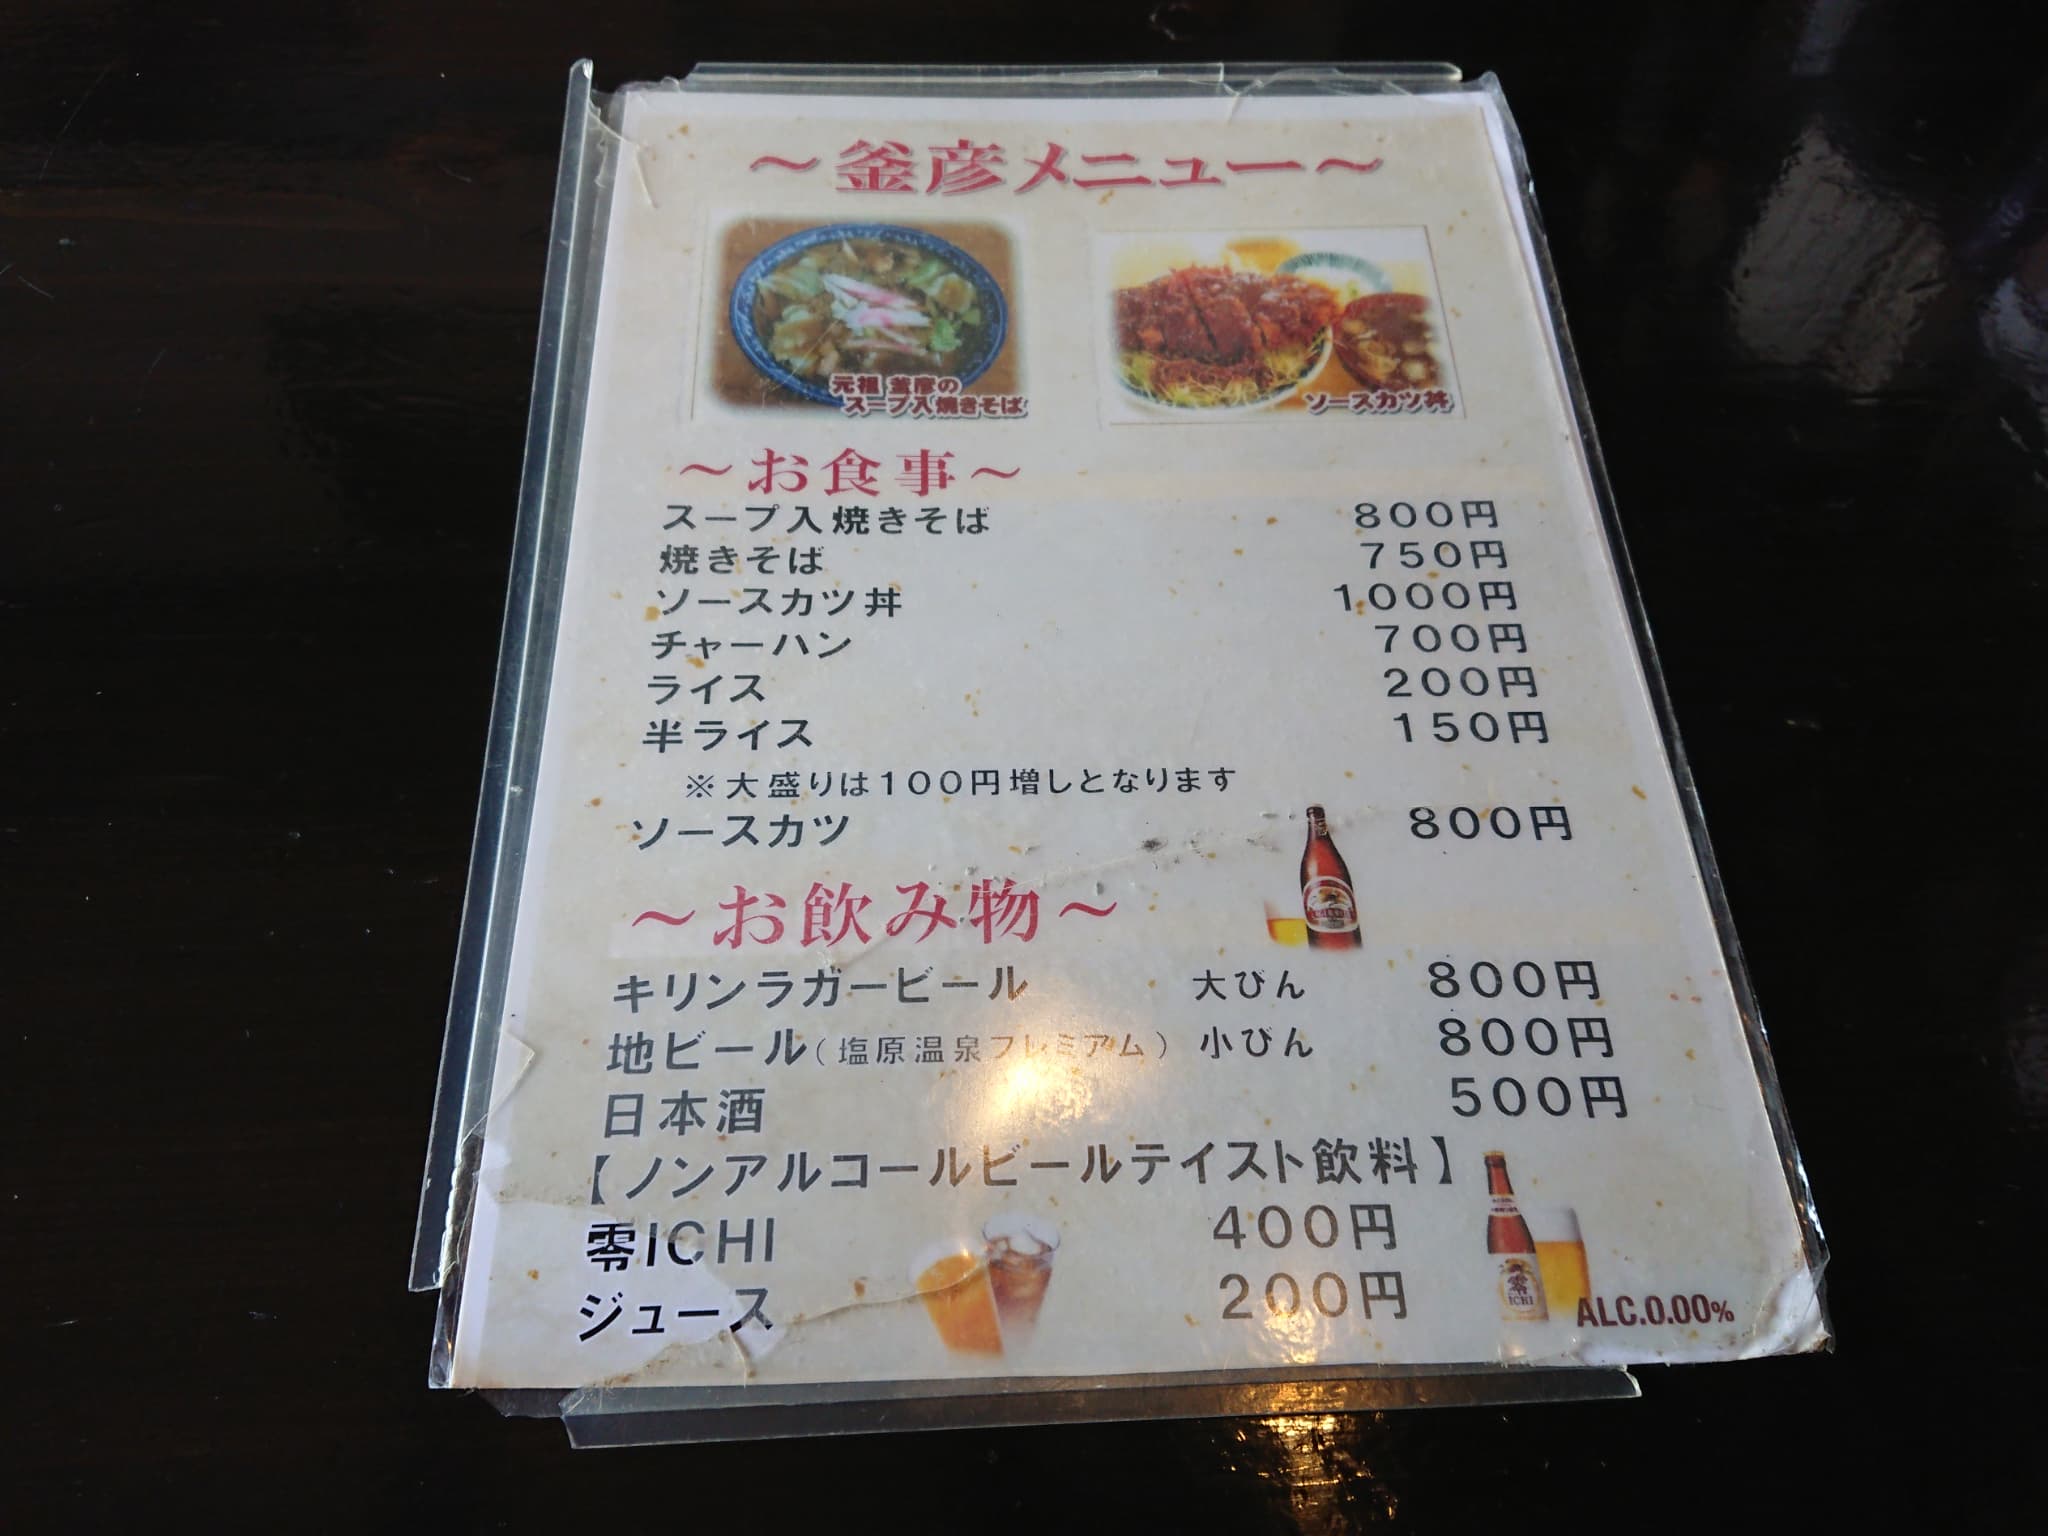 ～釜彦メニュー～
元祖 釜彦の
スープ入焼きそば
ソースカツ丼
～お食事～
スープ入焼きそば 800円
焼きそば 750円
ソースカツ丼 1000円
チャーハン 700円
ライス 200円
半ライス 150円
※大盛りは100円増しとなります
ソースカツ 800円
～お飲み物～
キリンラガービール 大びん 800円
地ビール(塩原温泉プレミアム) 小びん 800円
日本酒 500円
【ノンアルコールビールテイスト飲料】
零ICHI 400円
ジュース 200円
零
ICHI
ALC.0.00%